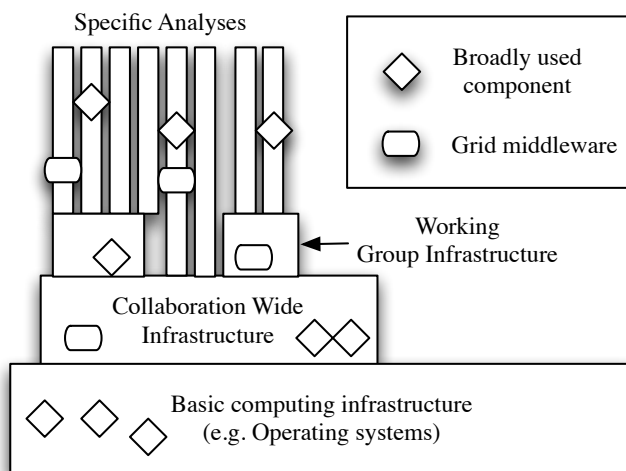 Specific Analyses
Broadly used
component
Grid middleware
Working
Group Infrastructure
Collaboration Wide
Infrastructure
Basic computing infrastructure
(e.g. Operating systems)